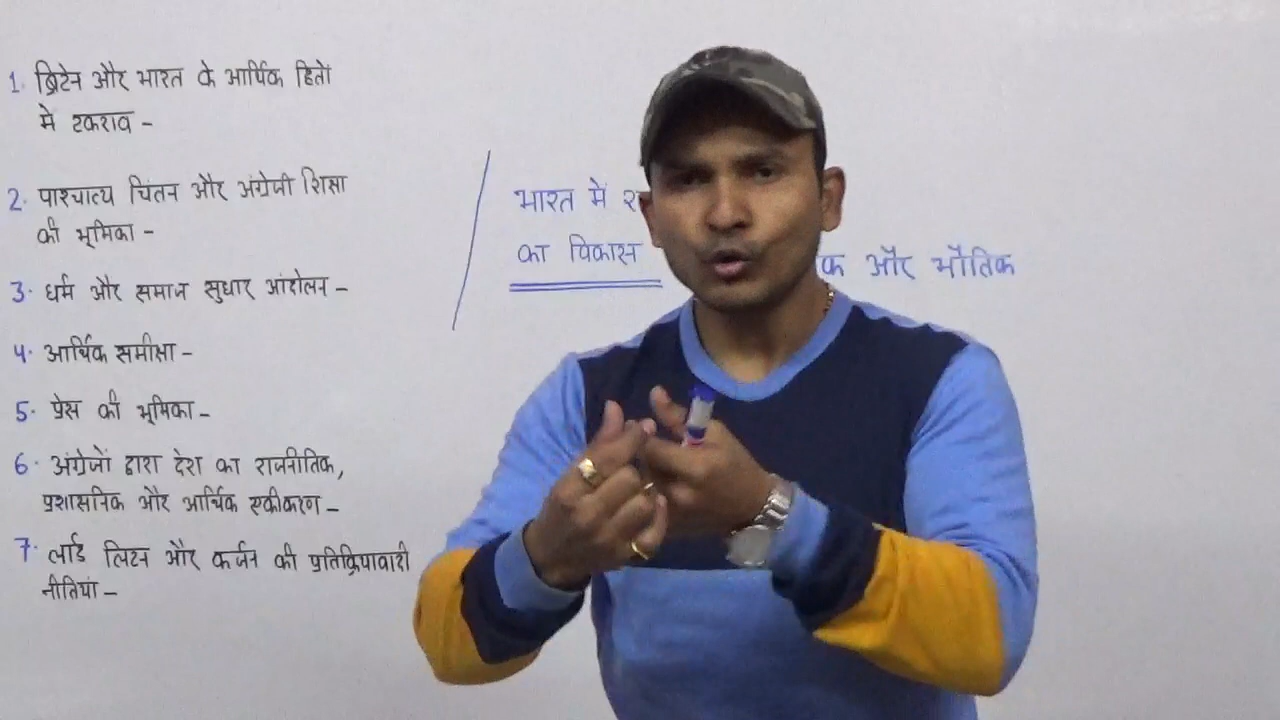 1. ब्रिटेन और भारत के आर्थिक हितों
में टकराव -
2. पाश्चात्य चिंतन और अंग्रेजी शिक्षा
की भूमिका -
3. धर्म और समाज सुधार आंदोलन -
4. आर्थिक समीक्षा -
5. प्रेस की भूमिका -
6. अंग्रेजों द्वारा देश का राजनीतिक,
प्रशासनिक और आर्थिक एकीकरण -
7. लार्ड लिटन और कर्जन की प्रतिक्रियावादी
नीतियां -
भारत में
का विकास
और भौतिक